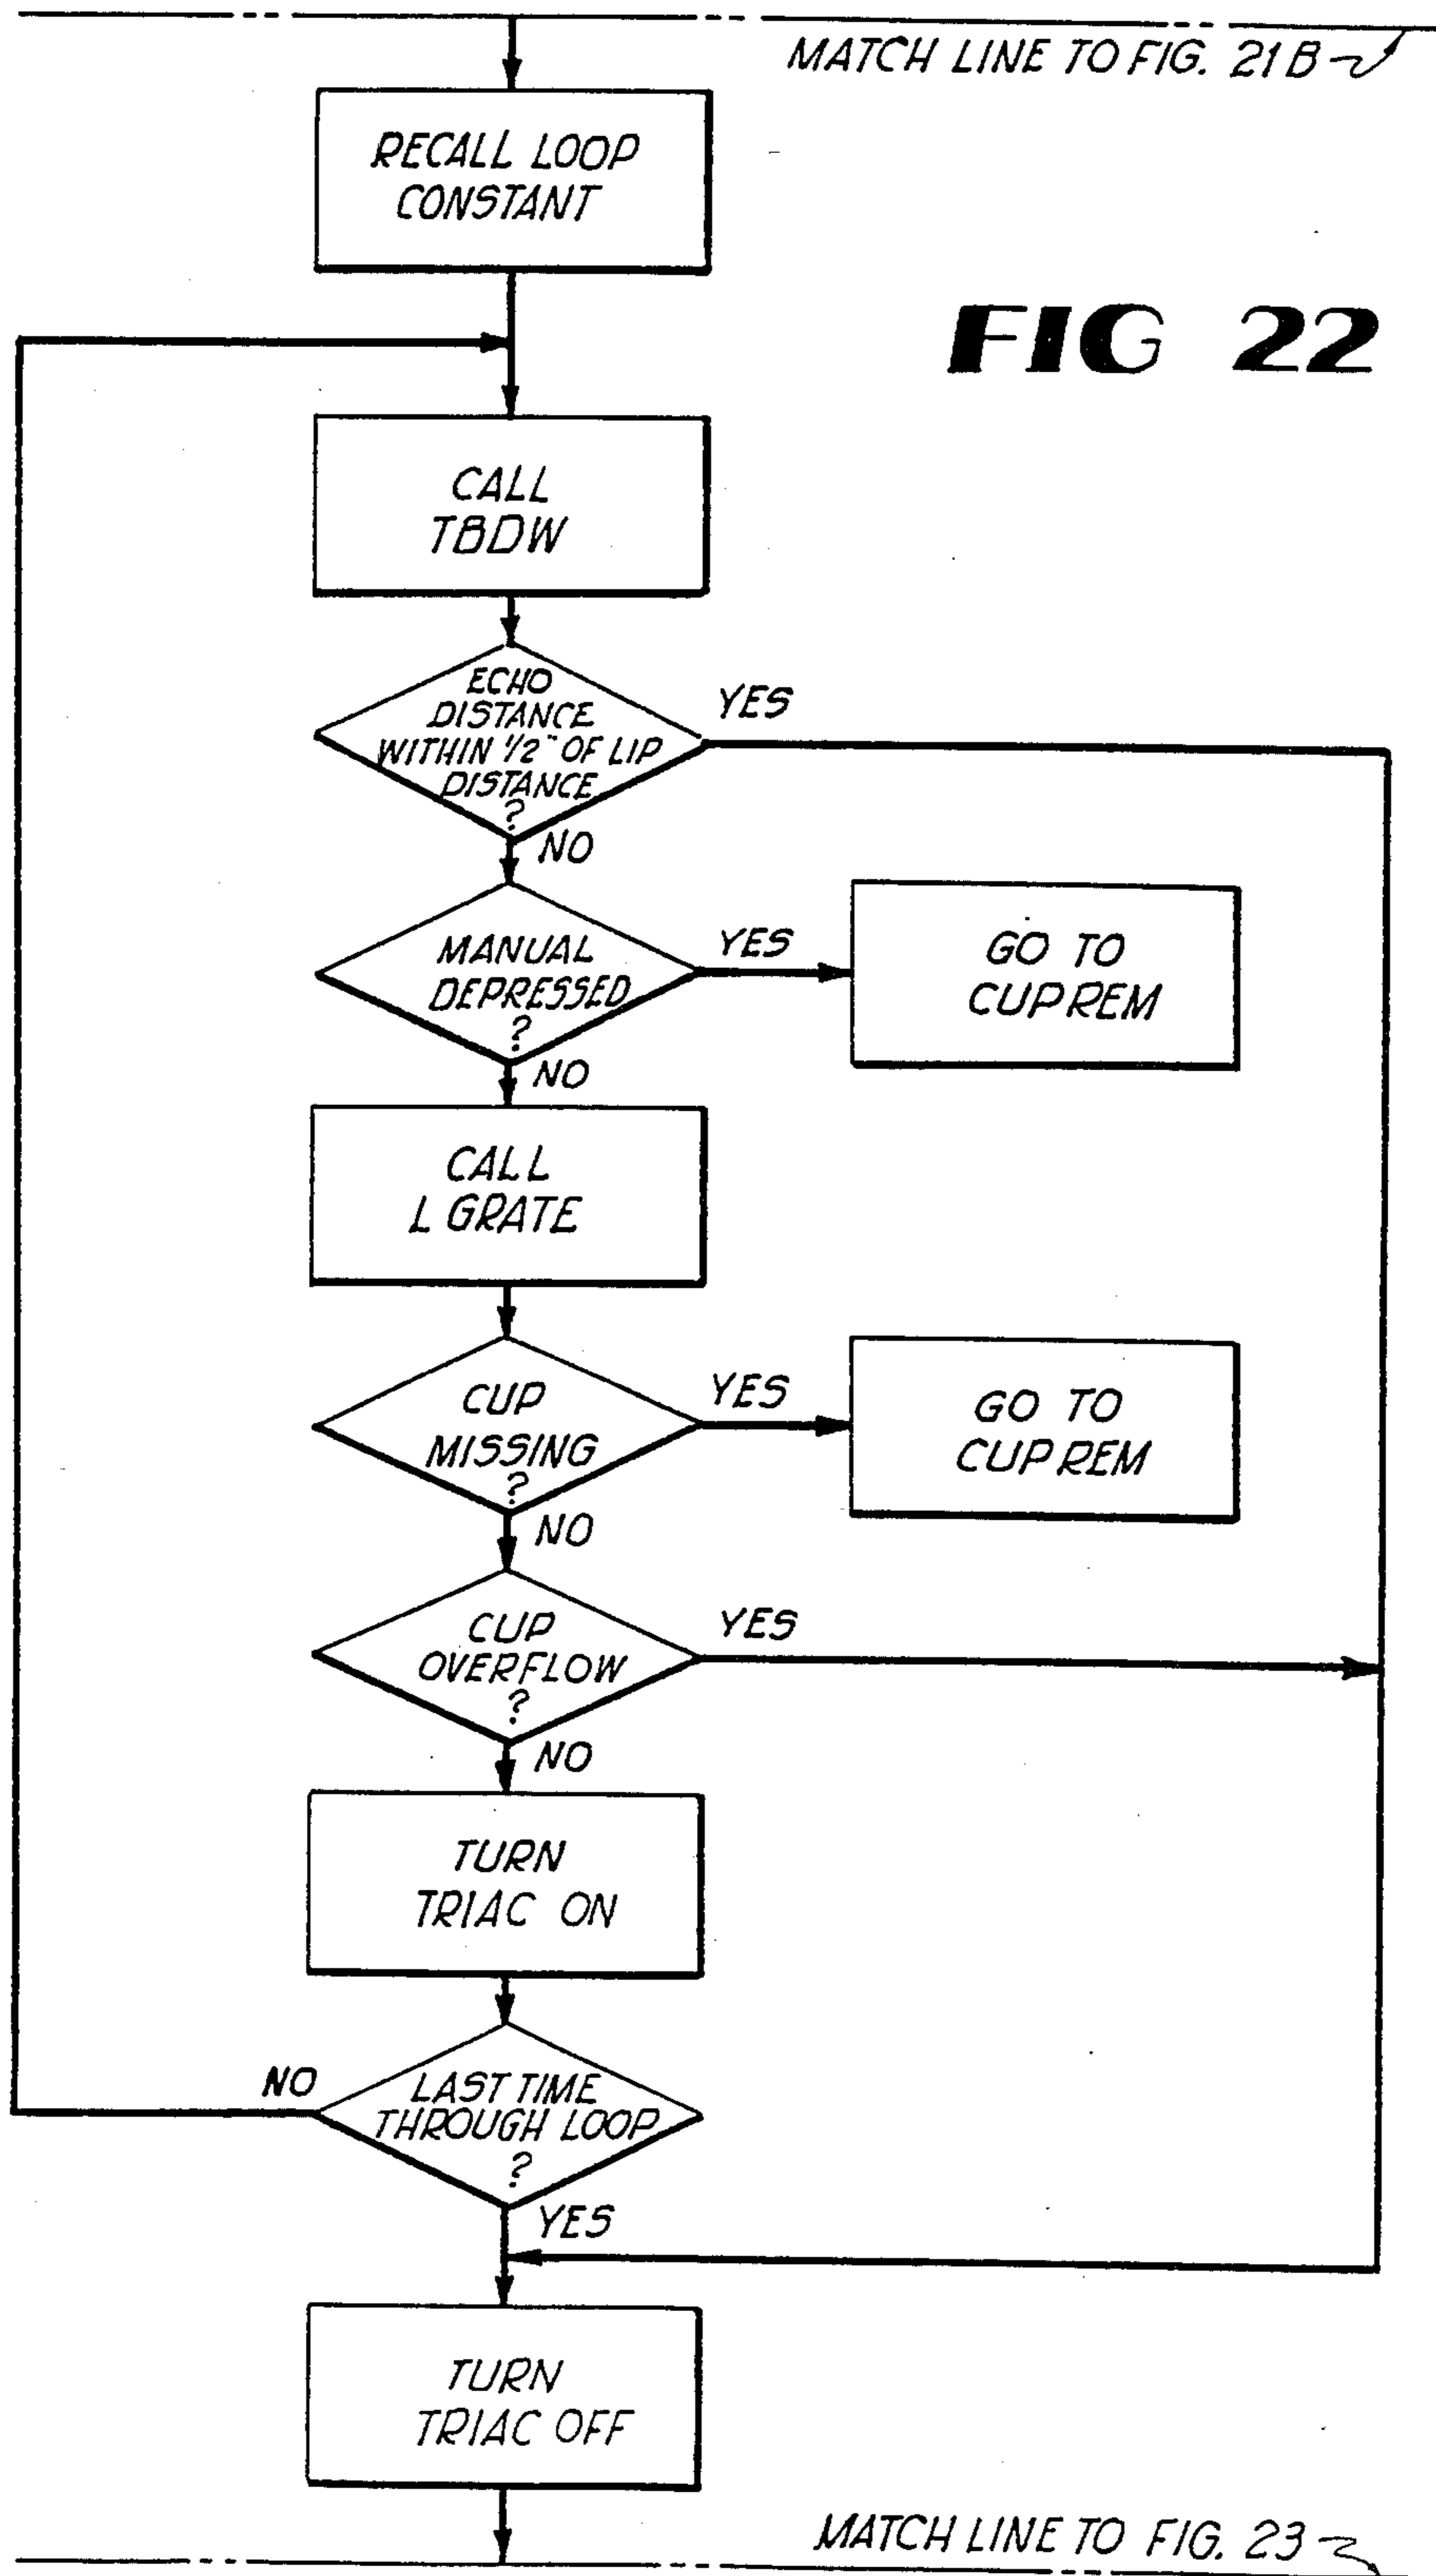 MATCH LINE TO FIG. 21B
RECALL LOOP
CONSTANT
FIG 22
CALL
TBDW
ECHO
DISTANCE
WITHIN 1/2" OF LIP
DISTANCE
?
YES
NO
MANUAL
DEPRESSED
?
YES
GO TO
CUPREM
NO
CALL
L GRATE
CUP
MISSING
?
YES
GO TO
CUPREM
NO
CUP
OVERFLOW
?
YES
NO
TURN
TRIAC ON
NO
LAST TIME
THROUGH LOOP
?
YES
TURN
TRIAC OFF
MATCH LINE TO FIG. 23